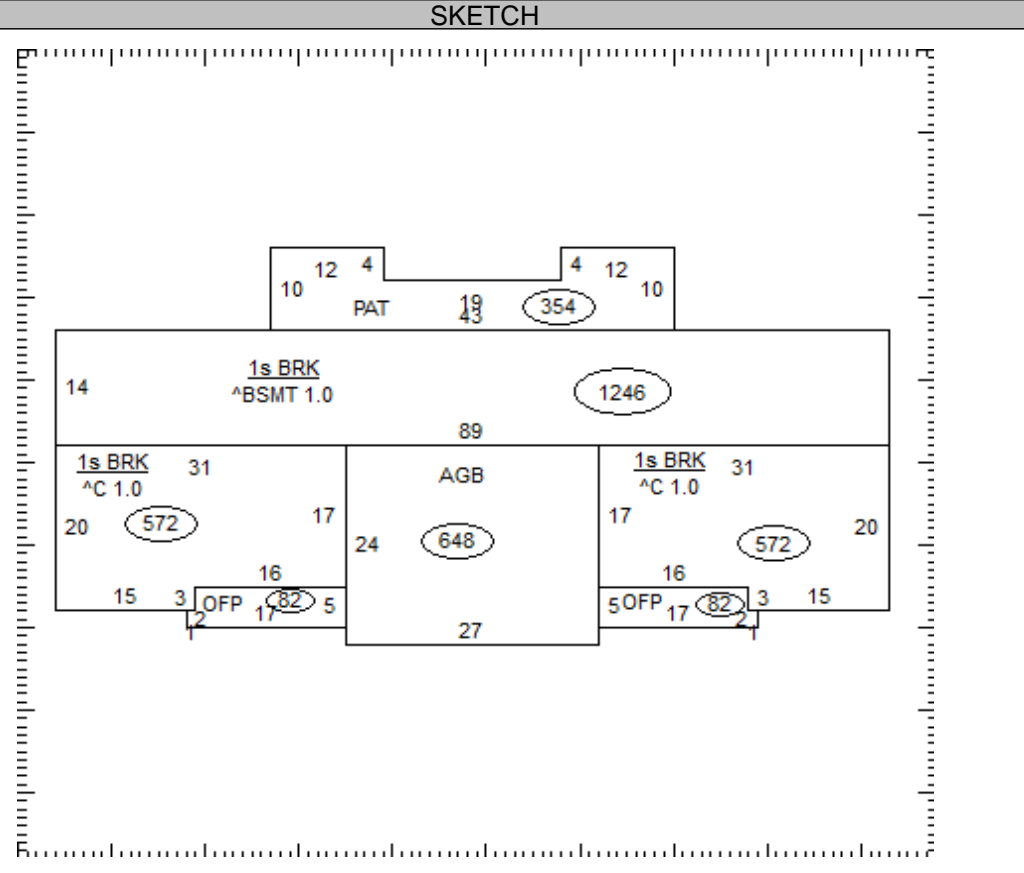 SKETCH
12 4 4 12
10 10
PAT 19 354
43
1s BRK
14 ^BSMT 1.0 1246
89
1s BRK 31 AGB 1s BRK 31
^C 1.0 ^C 1.0
20 572 17 24 648 17 572 20
16 16
15 3 OFP 82 5 5 OFP 82 3 15
2 17 17 2
1 27 1